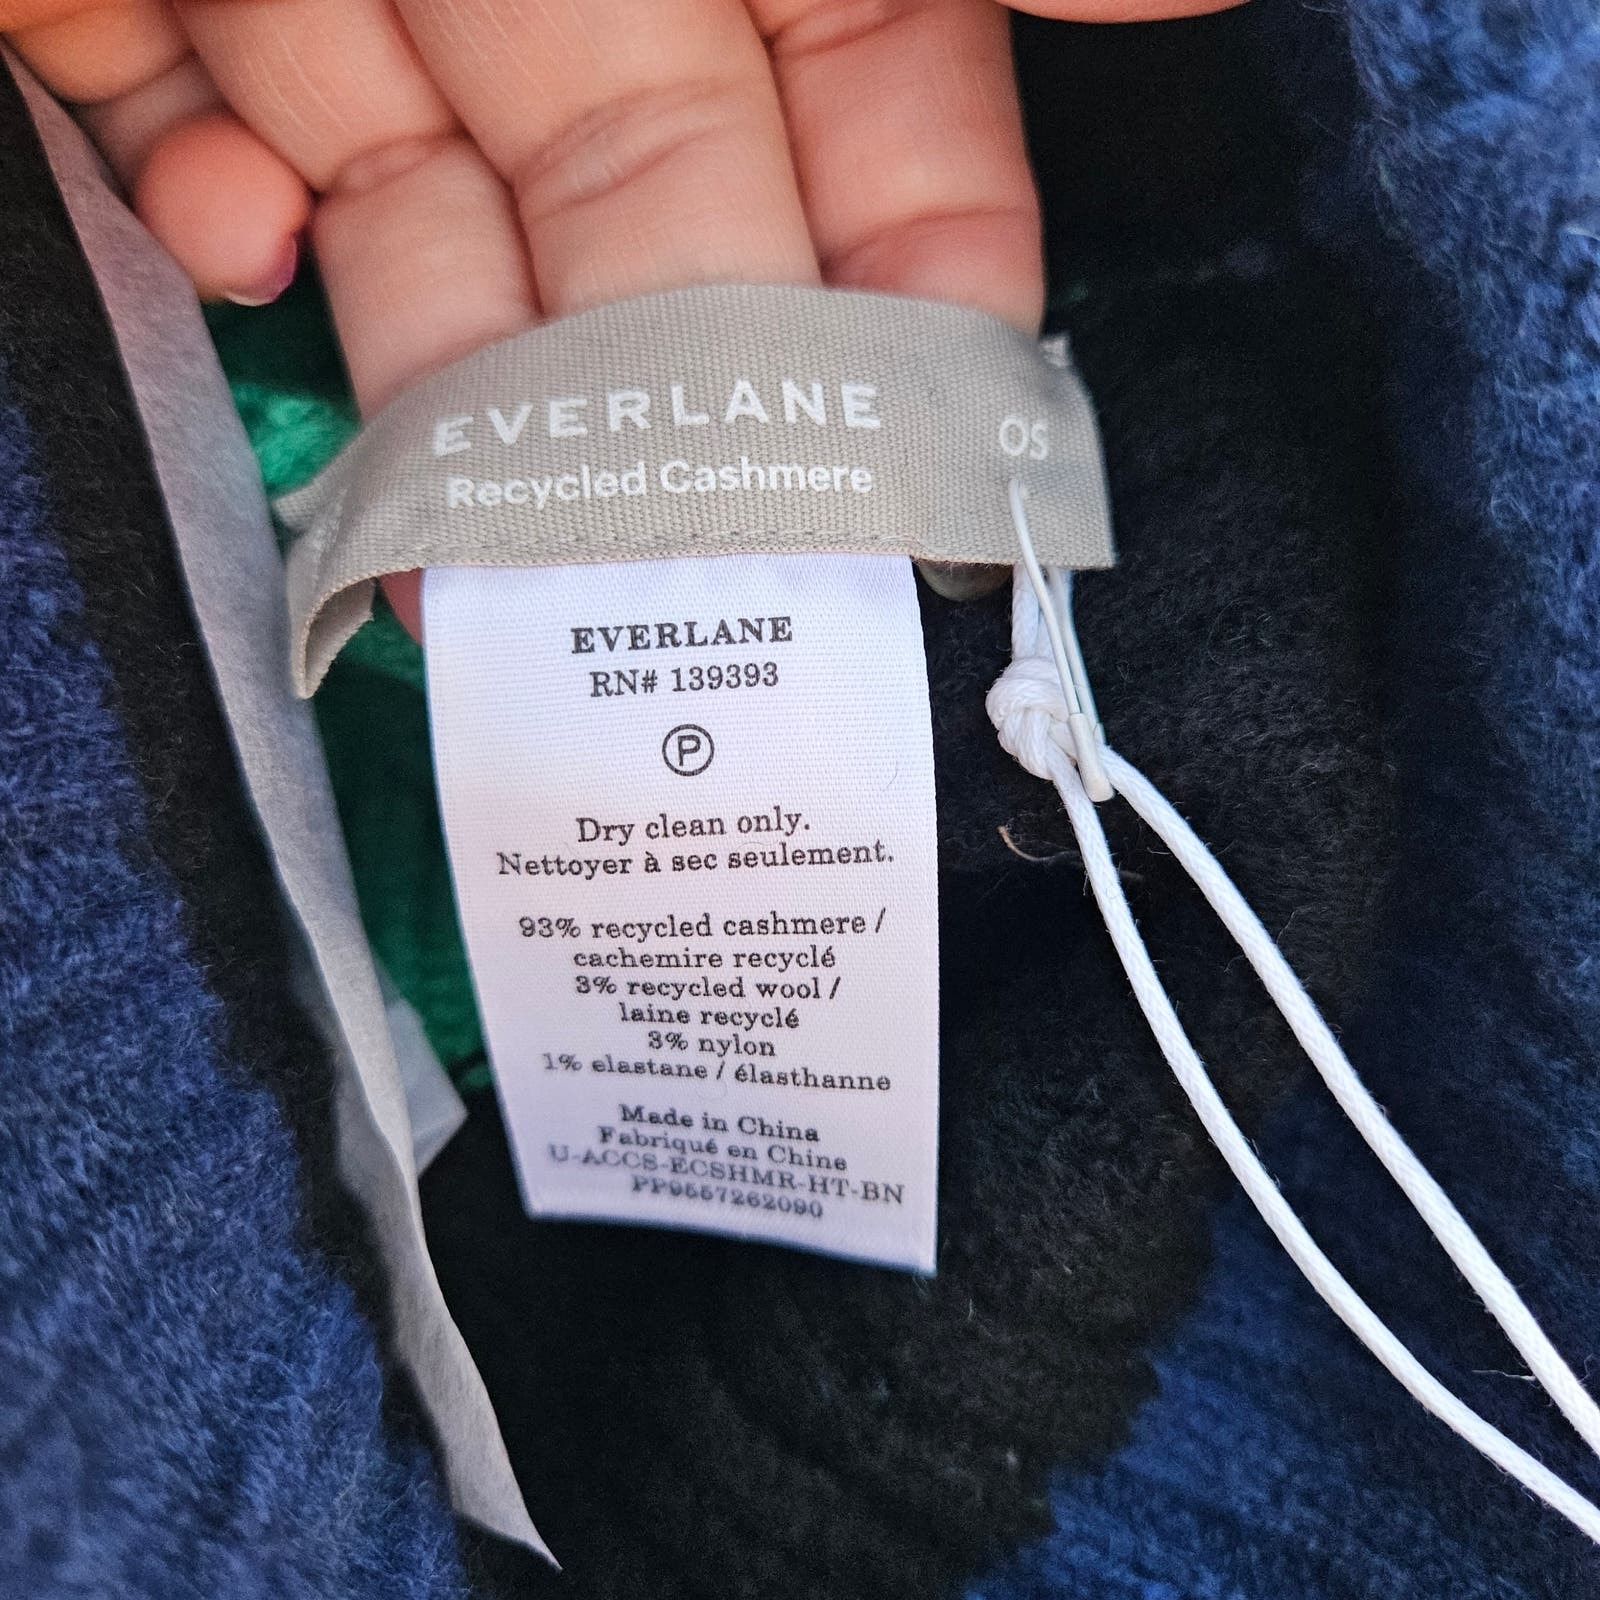 EVERLANE
Recycled Cashmere
OS
EVERLANE
RN# 139393
P
Dry clean only.
Nettoyer à sec seulement.
93% recycled cashmere /
cachemire recyclé
3% recycled wool /
laine recyclé
3% nylon
1% elastane / élasthanne
Made in China
Fabriqué en Chine
U-ACCS-ECSHMR-HT-BN
PP9557262090